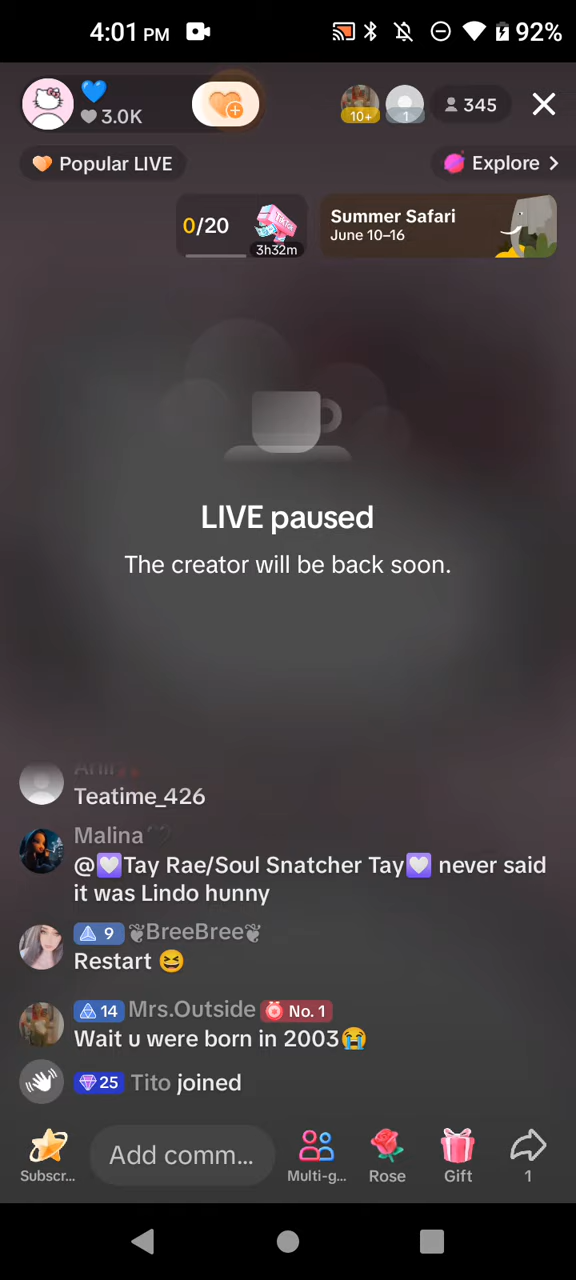 4:01 PM 92%
💙
3.0K
10+ 1 345
Popular LIVE Explore
0/20 TikTok 3h32m
Summer Safari
June 10–16
LIVE paused
The creator will be back soon.
Teatime_426
Malina🖤
@💟Tay Rae/Soul Snatcher Tay💟 never said
it was Lindo hunny
9 ❦BreeBree❦
Restart 😆
14 Mrs.Outside No. 1
Wait u were born in 2003😭
25 Tito joined
Subscr... Add comm... Multi-g... Rose Gift 1